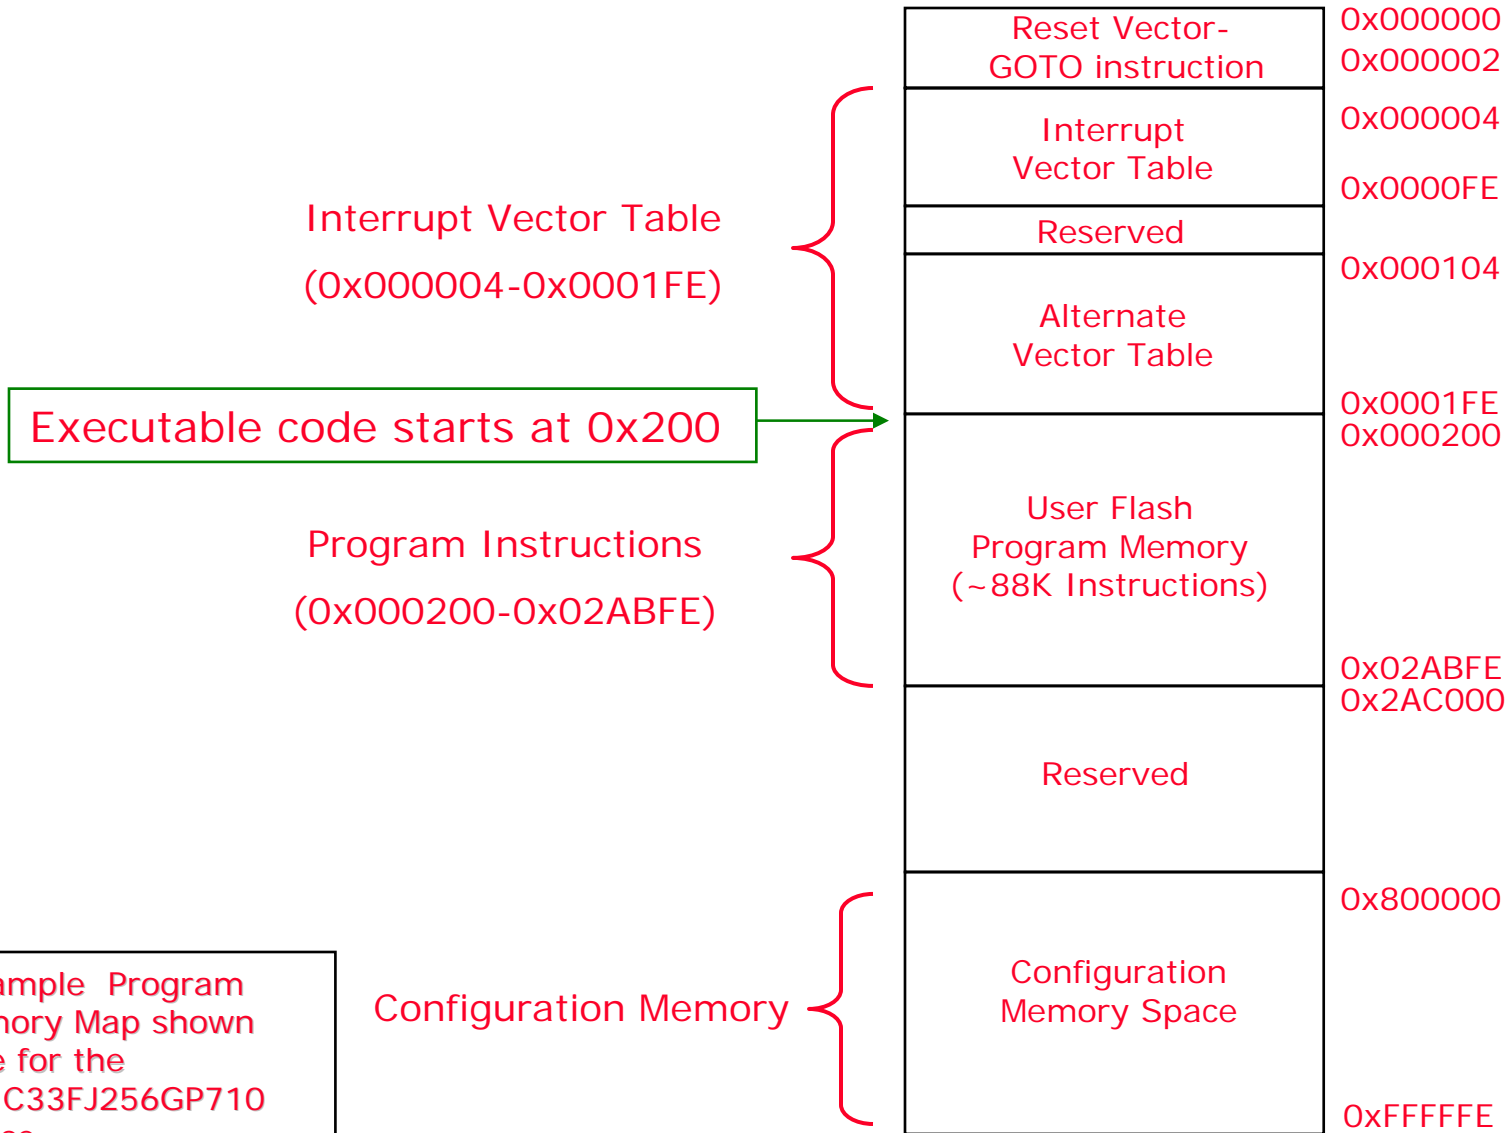 Reset Vector-
GOTO instruction
0x000000
0x000002
Interrupt
Vector Table
0x000004
0x0000FE
Interrupt Vector Table
(0x000004-0x0001FE)
Reserved
0x000104
Alternate
Vector Table
0x0001FE
0x000200
Executable code starts at 0x200
Program Instructions
(0x000200-0x02ABFE)
User Flash
Program Memory
(~88K Instructions)
0x02ABFE
0x2AC000
Reserved
0x800000
Configuration Memory
Configuration
Memory Space
0xFFFFFE
Program
Map shown
for the
C33FJ256GP710